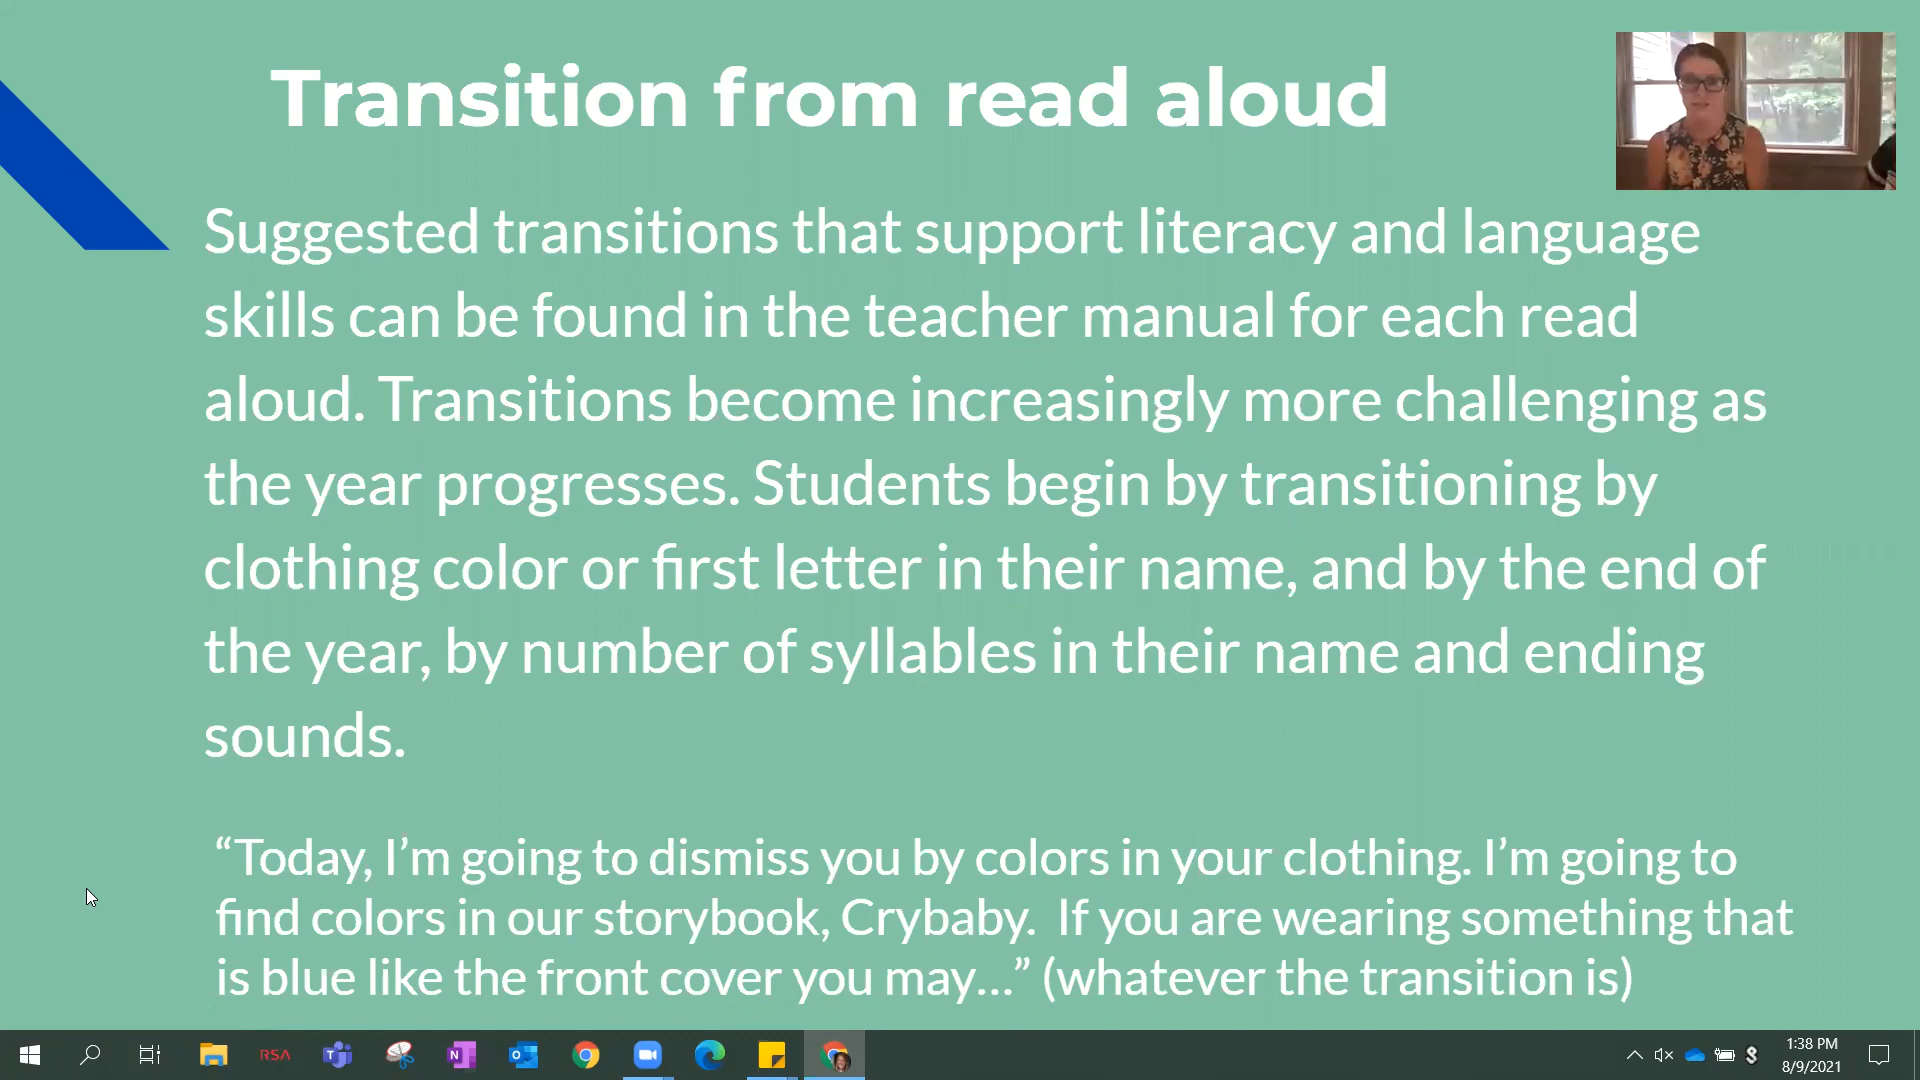 Transition from read aloud
Suggested transitions that support literacy and language
skills can be found in the teacher manual for each read
aloud. Transitions become increasingly more challenging as
the year progresses. Students begin by transitioning by
clothing color or first letter in their name, and by the end of
the year, by number of syllables in their name and ending
sounds.
“Today, I’m going to dismiss you by colors in your clothing. I’m going to
find colors in our storybook, Crybaby.  If you are wearing something that
is blue like the front cover you may...” (whatever the transition is)
RSA
1:38 PM
8/9/2021